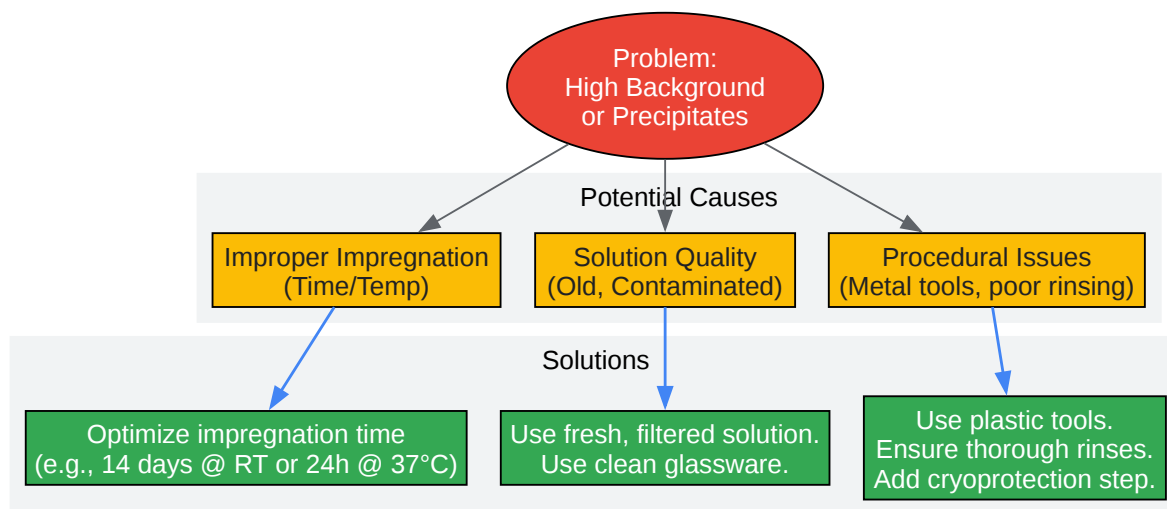 Problem:
High Background
or Precipitates
Potential Causes
Improper Impregnation
(Time/Temp)
Solution Quality
(Old, Contaminated)
Procedural Issues
(Metal tools, poor rinsing)
Solutions
Optimize impregnation time
(e.g., 14 days @ RT or 24h @ 37°C)
Use fresh, filtered solution.
Use clean glassware.
Use plastic tools.
Ensure thorough rinses.
Add cryoprotection step.